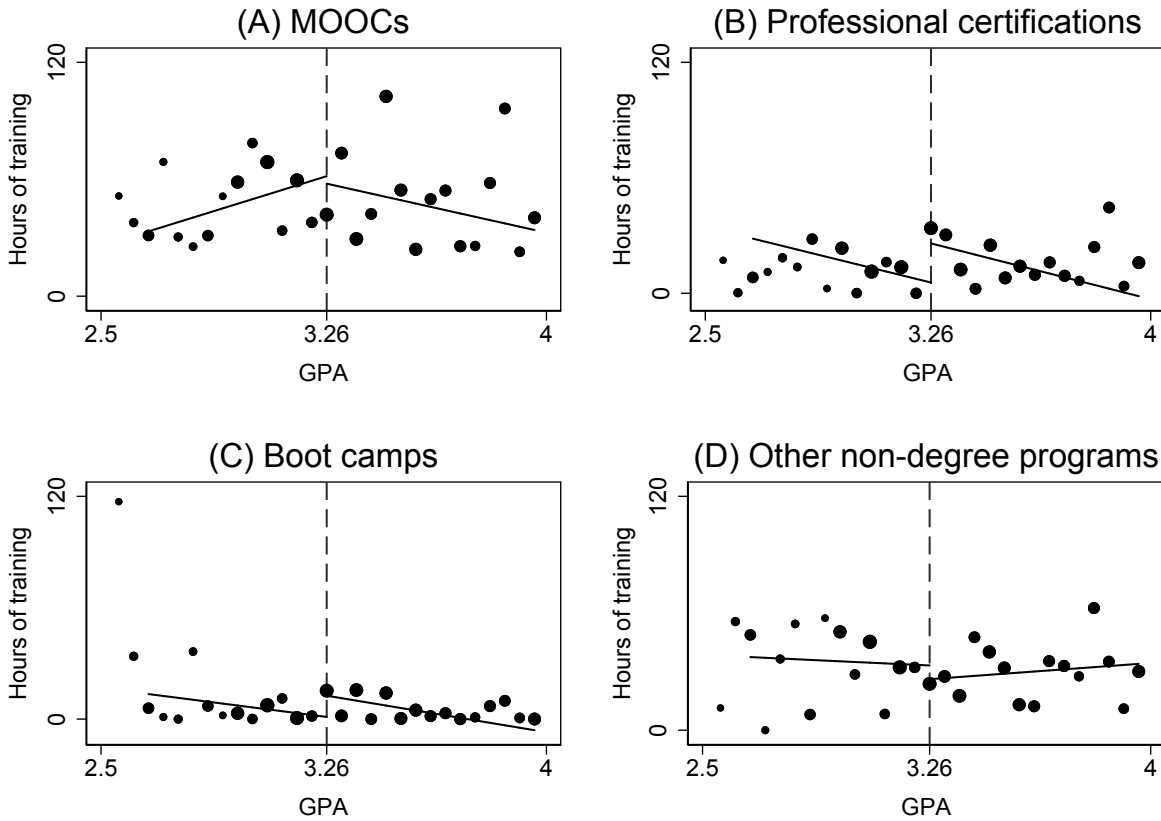 (A) MOOCs
Hours of training
120
0
2.5
3.26
4
GPA
(B) Professional certifications
Hours of training
120
0
2.5
3.26
4
GPA
(C) Boot camps
Hours of training
120
0
2.5
3.26
4
GPA
(D) Other non-degree programs
Hours of training
120
0
2.5
3.26
4
GPA